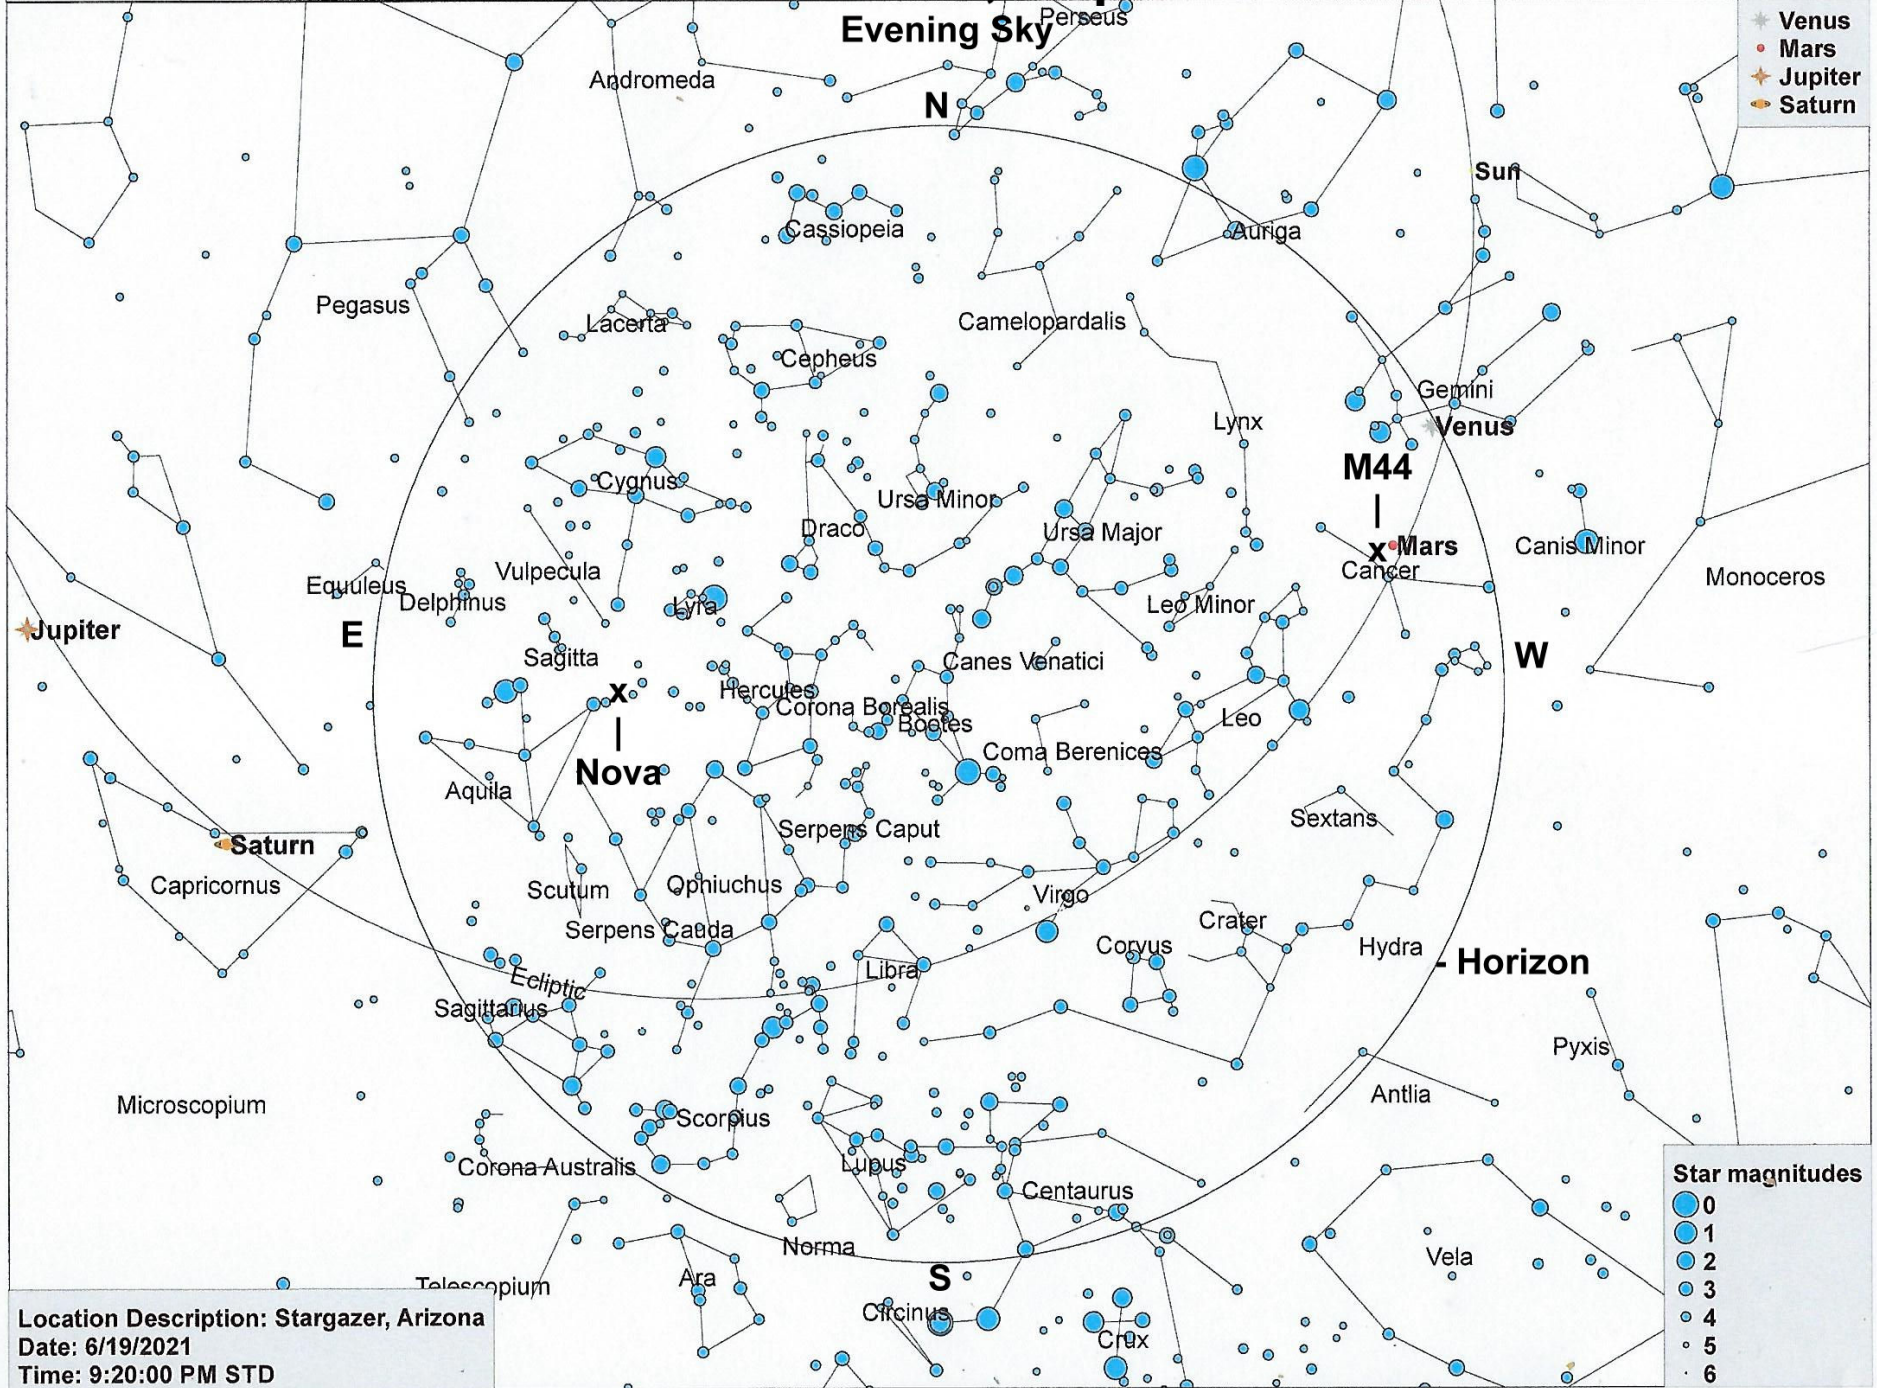 Perseus
Evening Sky
Venus
Mars
Jupiter
Saturn
Andromeda
N
Sun
Cassiopeia
Auriga
Pegasus
Lacerta
Camelopardalis
Cepheus
Gemini
Lynx
Venus
M44
Cygnus
Ursa Minor
Draco
Ursa Major
x Mars
Canis Minor
Cancer
Vulpecula
Monoceros
Equuleus
Delphinus
Lyra
Leo Minor
Jupiter
E
Sagitta
Canes Venatici
W
x
Hercules
Corona Borealis
Bootes
Leo
Coma Berenices
Nova
Aquila
Sextans
Serpens Caput
Saturn
Capricornus
Scutum
Ophiuchus
Virgo
Crater
Serpens Cauda
Corvus
Hydra
- Horizon
Libra
Ecliptic
Sagittarius
Pyxis
Antlia
Microscopium
Scorpius
Lupus
Corona Australis
Centaurus
Norma
Vela
S
Ara
Telescopium
Circinus
Crux
Star magnitudes
0
1
2
3
4
5
6
Location Description: Stargazer, Arizona
Date: 6/19/2021
Time: 9:20:00 PM STD